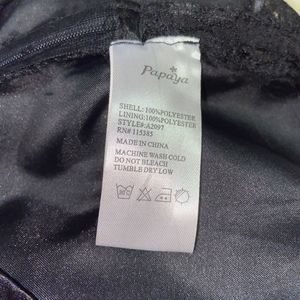 Papaya
SHELL: 100%POLYESTER
LINING:100%POLYESTER
STYLE#:A2097
RN# 115385
MADE IN CHINA
MACHINE WASH COLD
DO NOT BLEACH
TUMBLE DRY LOW